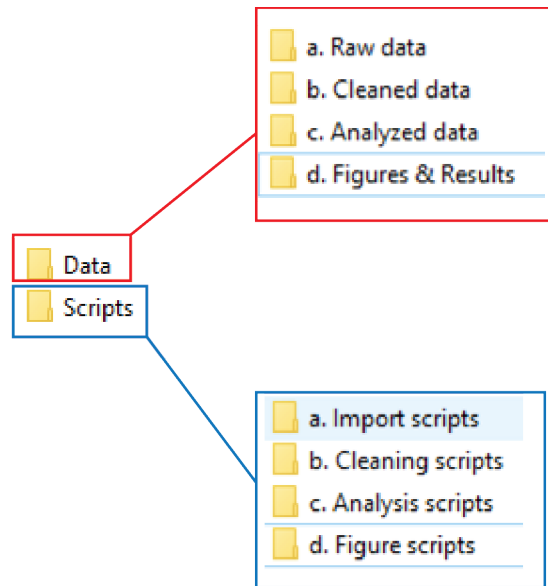 a. Raw data
b. Cleaned data
c. Analyzed data
d. Figures & Results
Data
Scripts
a. Import scripts
b. Cleaning scripts
c. Analysis scripts
d. Figure scripts